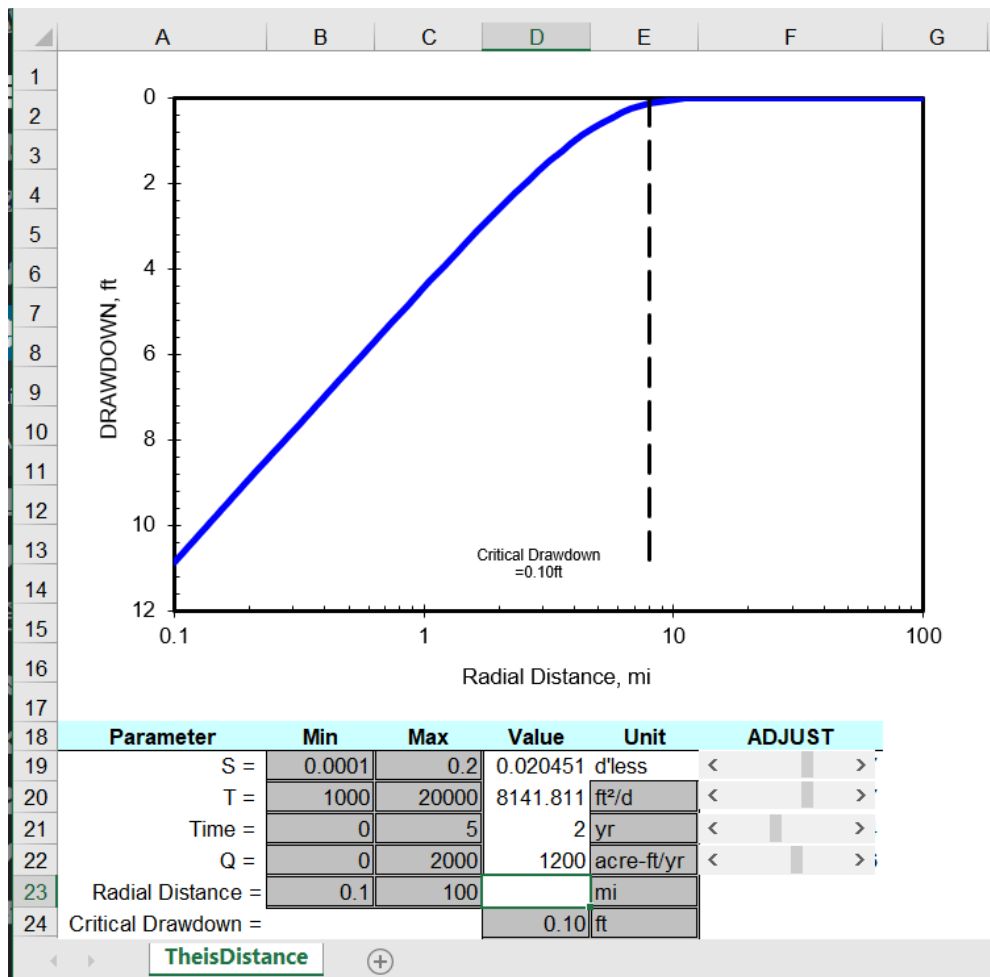 A B C D E F G
1
2
3
4
5
6
7
8
9
10
11
12
13
14
15
16
17
0
2
4
6
8
10
12
DRAWDOWN, ft
Critical Drawdown
=0.10ft
0.1 1 10 100
Radial Distance, mi
18 Parameter Min Max Value Unit ADJUST
19 S = 0.0001 0.2 0.020451 d'less < >
20 T = 1000 20000 8141.811 ft²/d < >
21 Time = 0 5 2 yr < >
22 Q = 0 2000 1200 acre-ft/yr < >
23 Radial Distance = 0.1 100 mi
24 Critical Drawdown = 0.10 ft
TheisDistance